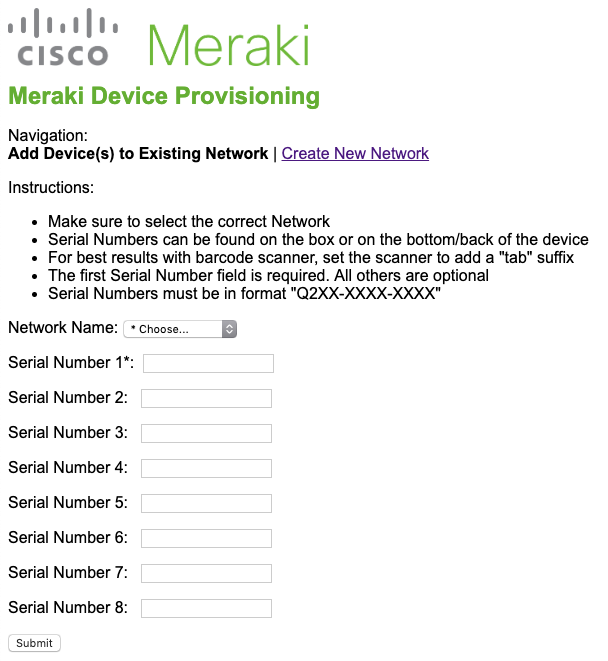 CISCO Meraki
Meraki Device Provisioning
Navigation:
Add Device(s) to Existing Network | Create New Network
Instructions:
• Make sure to select the correct Network
• Serial Numbers can be found on the box or on the bottom/back of the device
• For best results with barcode scanner, set the scanner to add a "tab" suffix
• The first Serial Number field is required. All others are optional
• Serial Numbers must be in format "Q2XX-XXXX-XXXX"
Network Name: * Choose...
Serial Number 1*:
Serial Number 2:
Serial Number 3:
Serial Number 4:
Serial Number 5:
Serial Number 6:
Serial Number 7:
Serial Number 8:
Submit